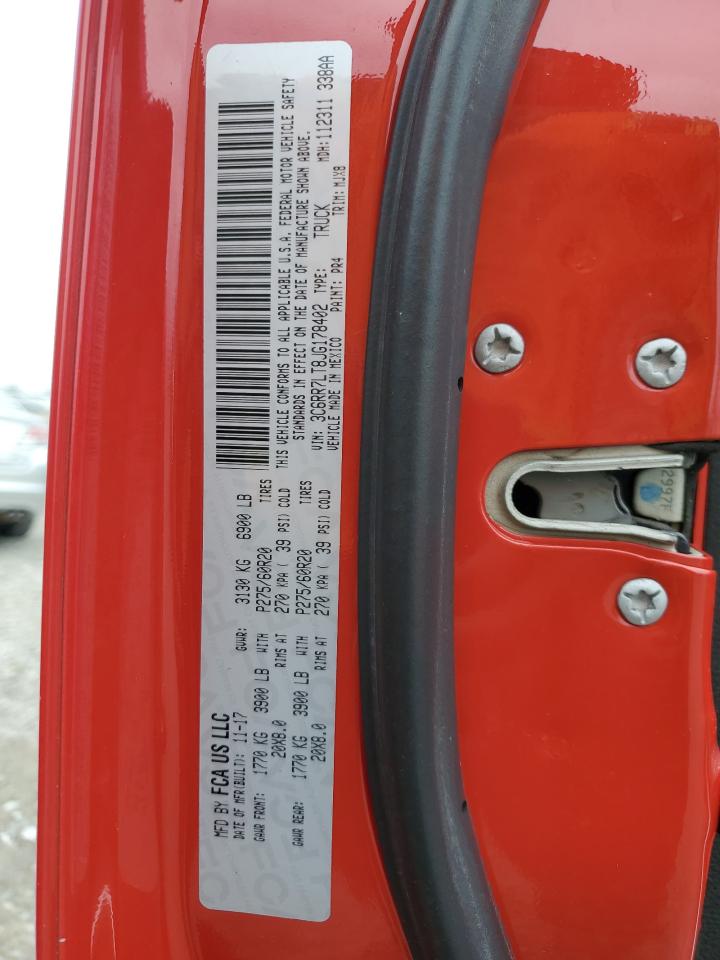 MFD BY FCA US LLC
DATE OF MFR(BUILT): 11-17 GVWR: 3130 KG 6900 LB
GAWR FRONT: 1770 KG 3900 LB WITH P275/60R20 TIRES
20X8.0 RIMS AT 270 KPA ( 39 PSI) COLD
GAWR REAR: 1770 KG 3900 LB WITH P275/60R20 TIRES
20X8.0 RIMS AT 270 KPA ( 39 PSI) COLD
THIS VEHICLE CONFORMS TO ALL APPLICABLE U.S.A. FEDERAL MOTOR VEHICLE SAFETY
STANDARDS IN EFFECT ON THE DATE OF MANUFACTURE SHOWN ABOVE.
VIN: 3C6RR7LT8JG178402 TYPE: TRUCK MDH: 112311 338AA
VEHICLE MADE IN MEXICO PAINT: PR4 TRIM: MJX8